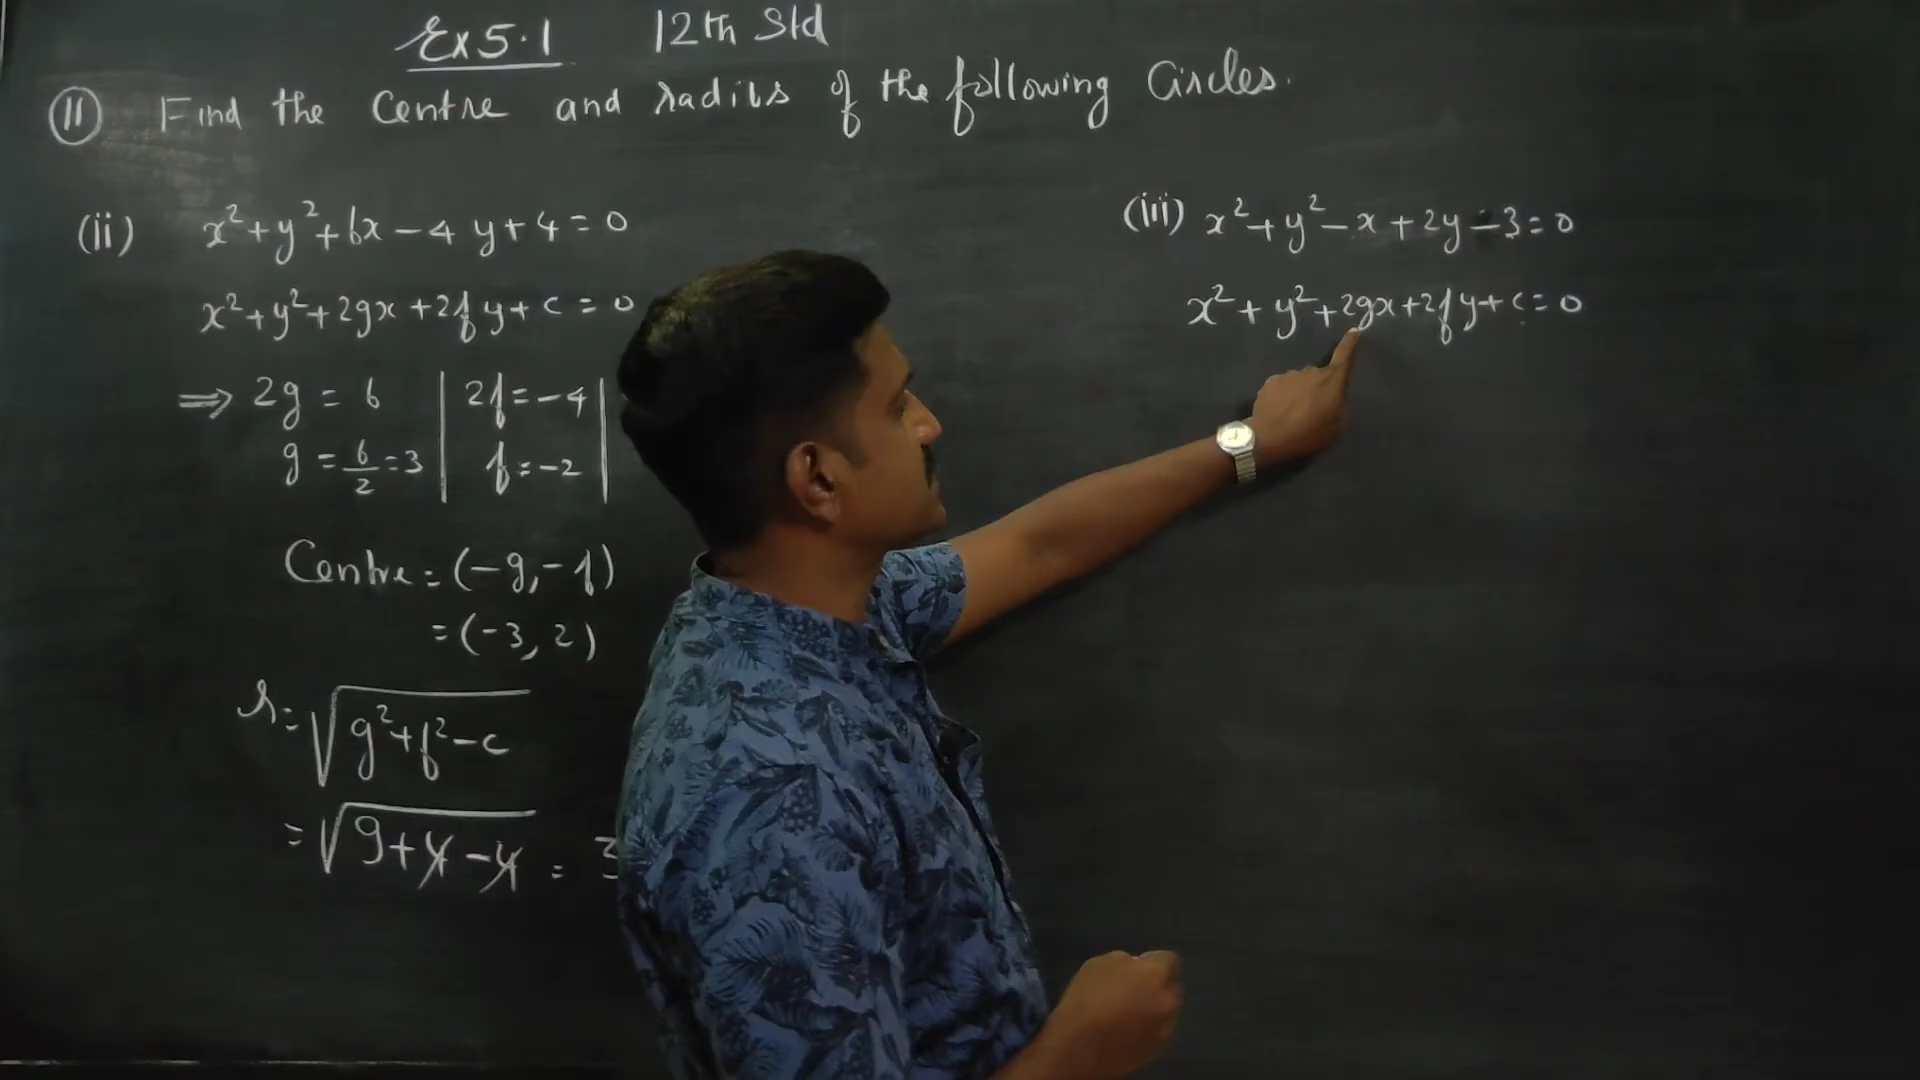 Ex 5.1 12th Std
11 Find the Centre and radius of the following Circles.
(ii) x²+y²+6x-4y+4=0
x²+y²+2gx+2fy+c=0
⇒ 2g = 6 | 2f=-4 |
g = 6/2 = 3 | f=-2 |
Centre = (-g,-f)
= (-3, 2)
r = √(g²+f²-c)
= √(9+4-4) = 3
(iii) x²+y²-x+2y-3=0
x²+y²+2gx+2fy+c=0